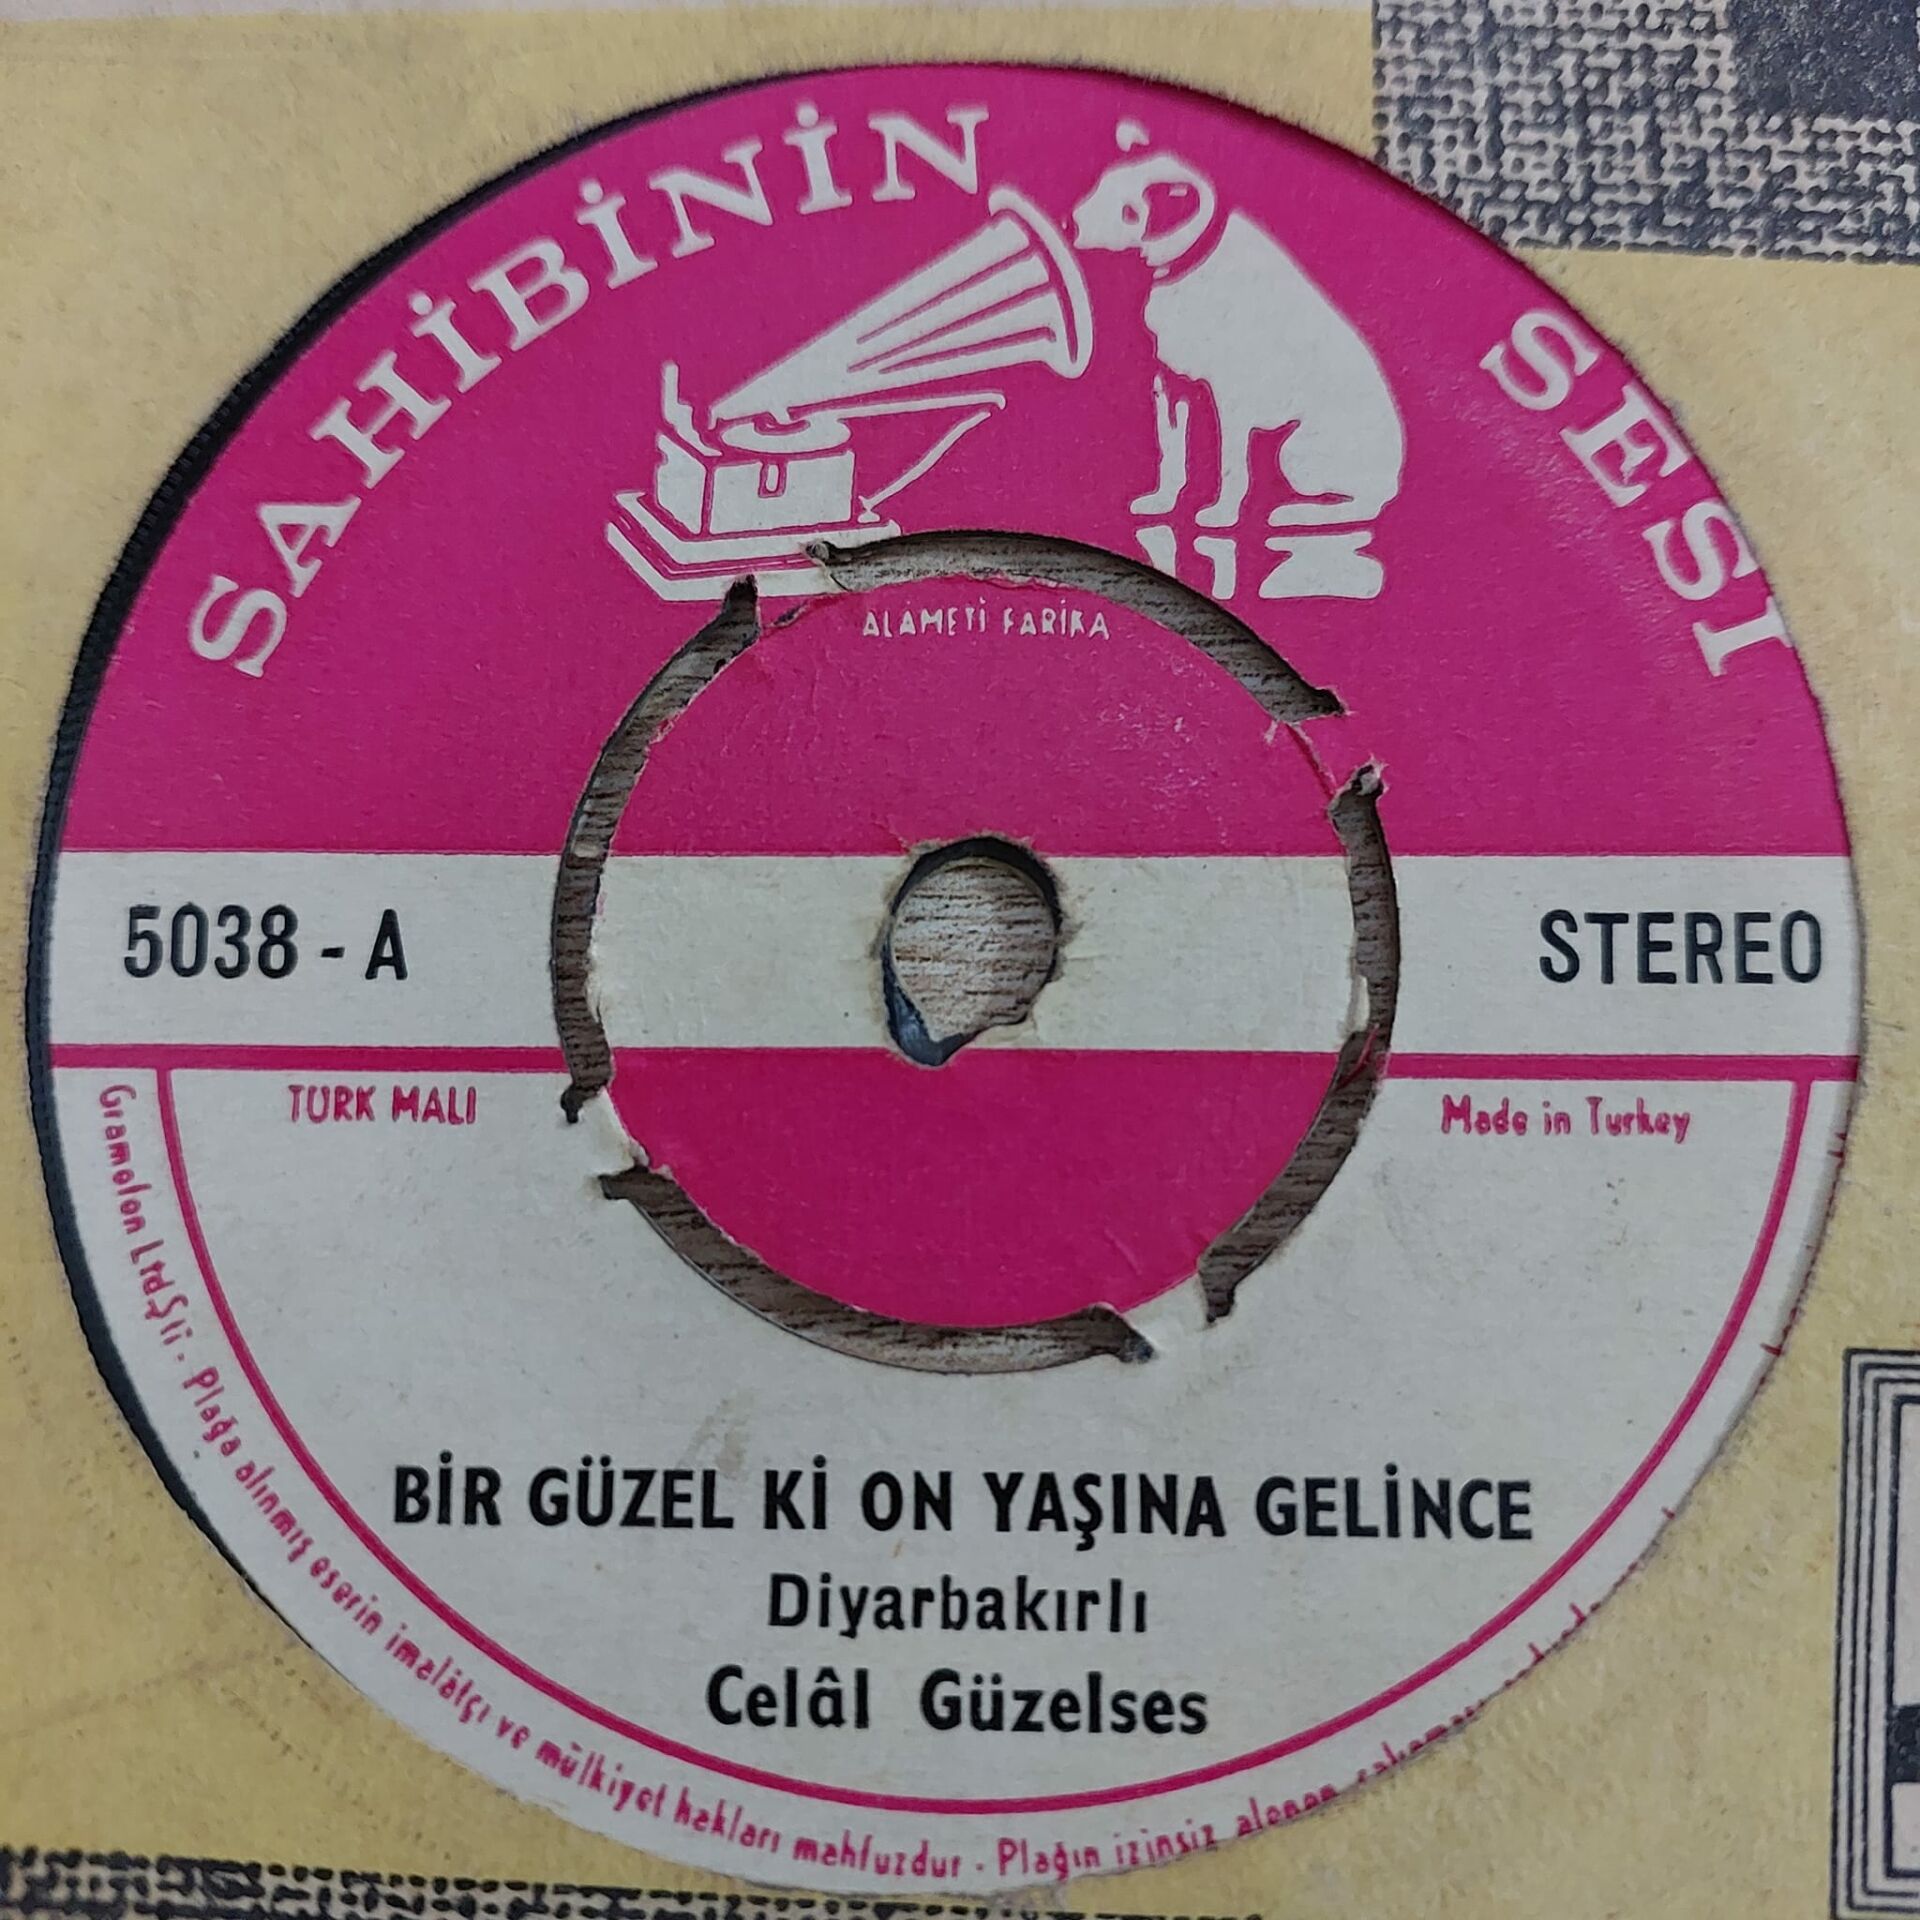 SAHİBİNİN SESI
ALAMETİ FARİKA
5038 - A
STEREO
TÜRK MALI
Made in Turkey
BİR GÜZEL Kİ ON YAŞINA GELİNCE
Diyarbakırlı
Celâl Güzelses
Gramofon Ltd Şti. - Plağa alınmış eserin imalâtçı ve mülkiyet hakları mahfuzdur - Plağın izinsiz alenen